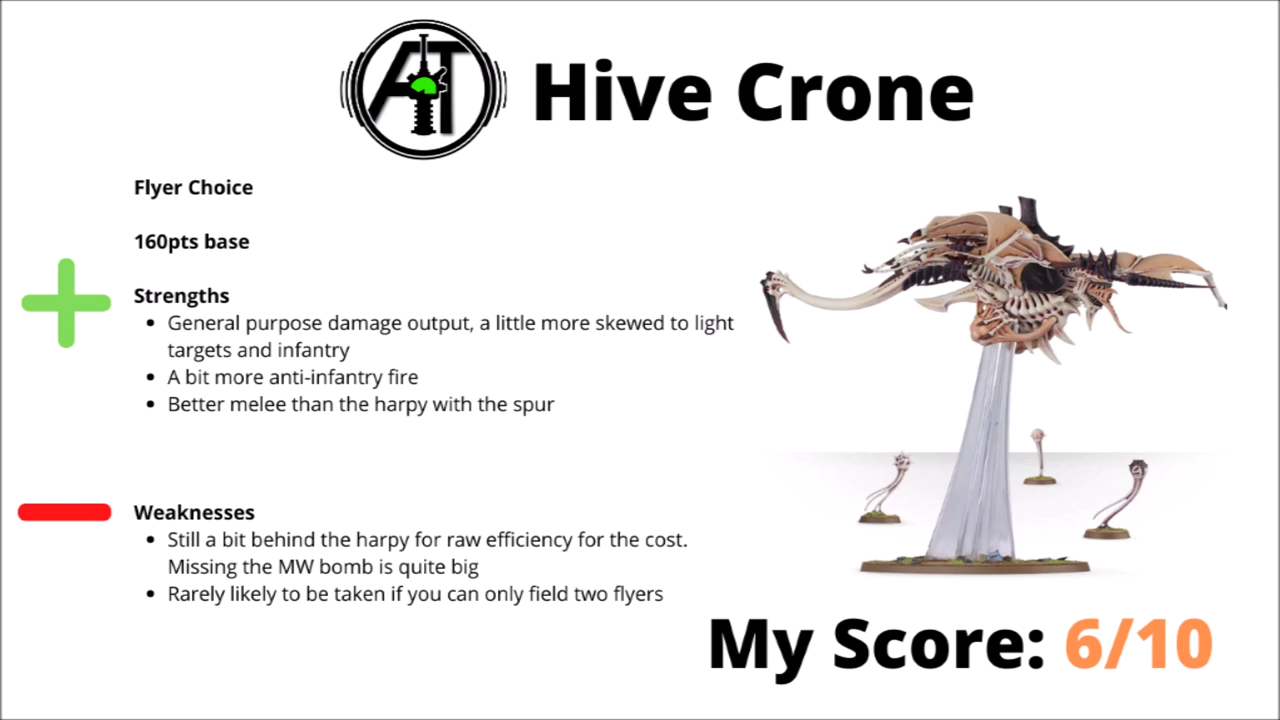 AT
Hive Crone
Flyer Choice
160pts base
Strengths
• General purpose damage output, a little more skewed to light
targets and infantry
• A bit more anti-infantry fire
• Better melee than the harpy with the spur
Weaknesses
• Still a bit behind the harpy for raw efficiency for the cost.
Missing the MW bomb is quite big
• Rarely likely to be taken if you can only field two flyers
My Score: 6/10